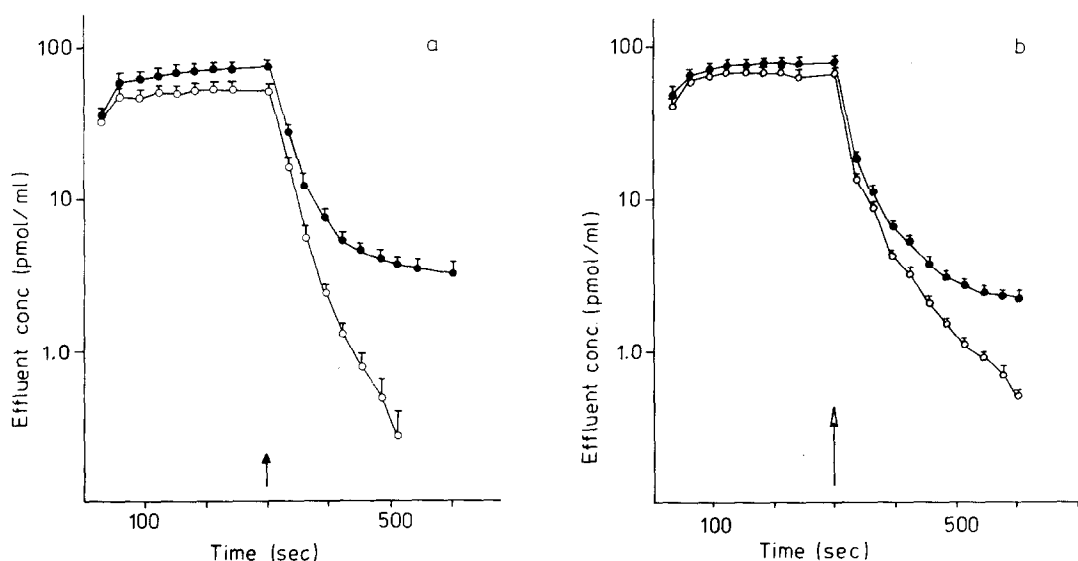 a
100
10
1.0
Effluent conc (pmol/ml)
100
500
Time (sec)
b
100
10
1.0
Effluent conc. (pmol/ml)
100
500
Time (sec)